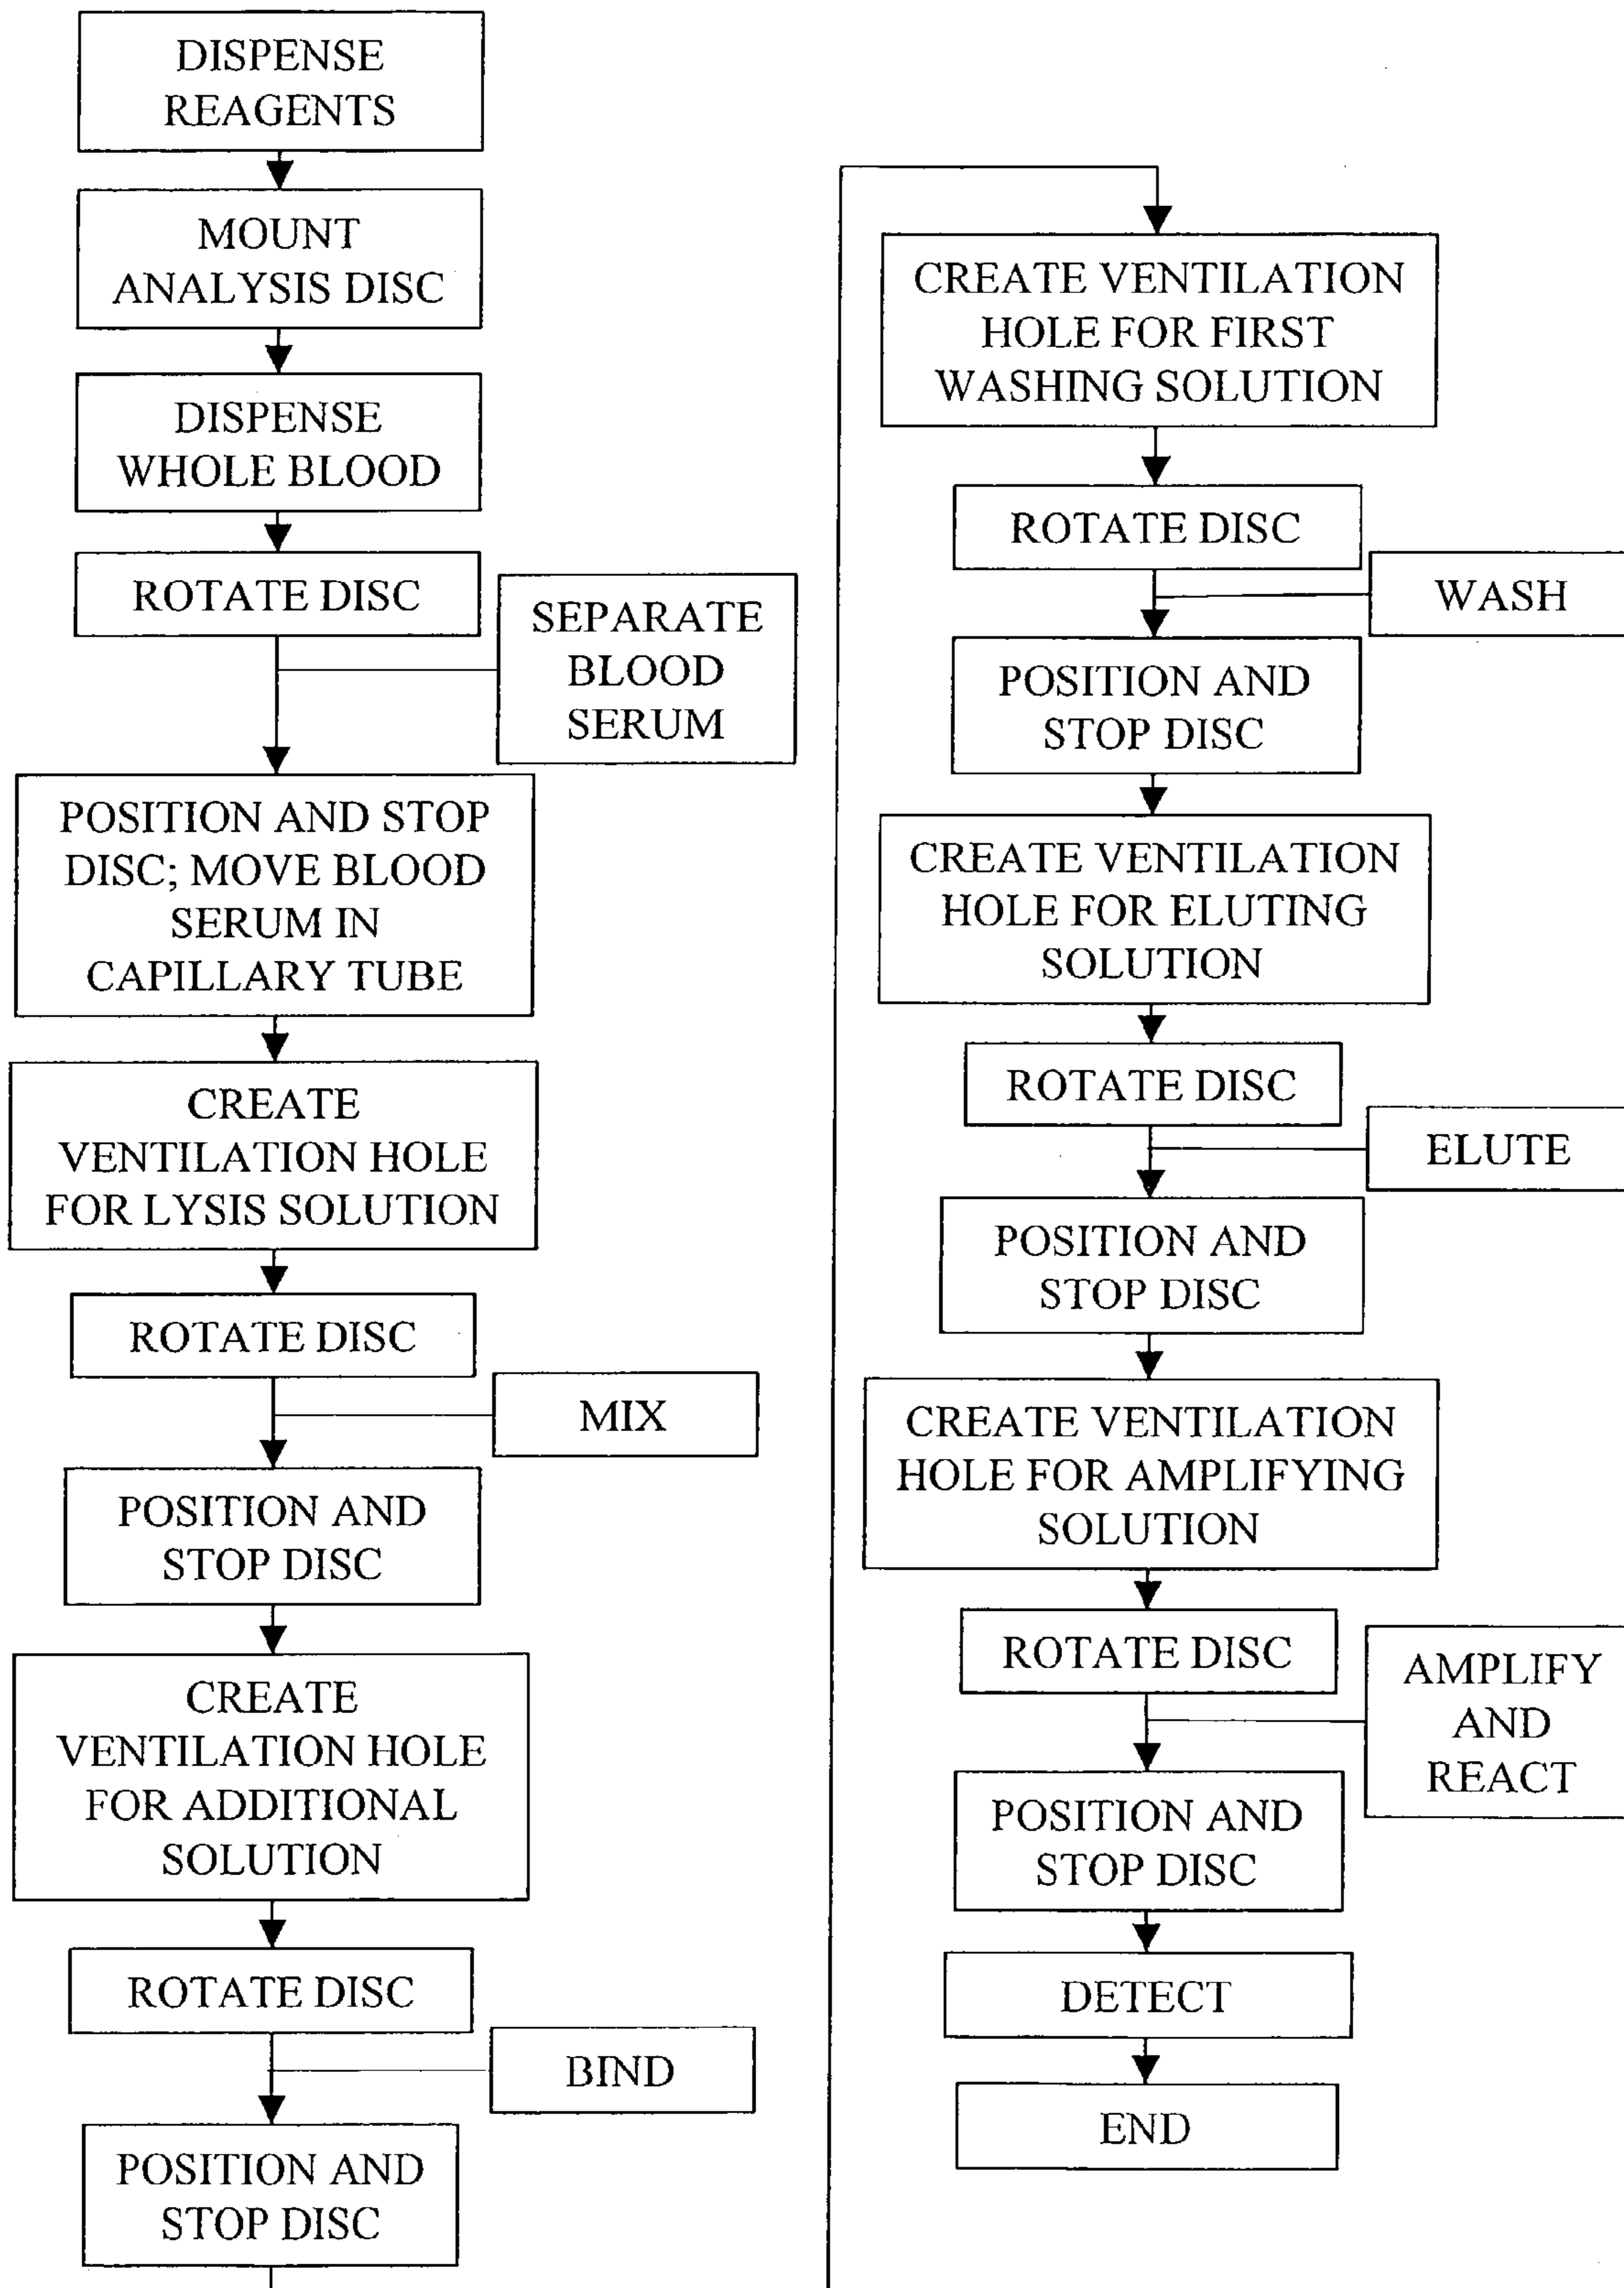 DISPENSE
REAGENTS
MOUNT
ANALYSIS DISC
DISPENSE
WHOLE BLOOD
ROTATE DISC
SEPARATE
BLOOD
SERUM
POSITION AND STOP
DISC; MOVE BLOOD
SERUM IN
CAPILLARY TUBE
CREATE
VENTILATION HOLE
FOR LYSIS SOLUTION
ROTATE DISC
MIX
POSITION AND
STOP DISC
CREATE
VENTILATION HOLE
FOR ADDITIONAL
SOLUTION
ROTATE DISC
BIND
POSITION AND
STOP DISC
CREATE VENTILATION
HOLE FOR FIRST
WASHING SOLUTION
ROTATE DISC
WASH
POSITION AND
STOP DISC
CREATE VENTILATION
HOLE FOR ELUTING
SOLUTION
ROTATE DISC
ELUTE
POSITION AND
STOP DISC
CREATE VENTILATION
HOLE FOR AMPLIFYING
SOLUTION
ROTATE DISC
AMPLIFY
AND
REACT
POSITION AND
STOP DISC
DETECT
END